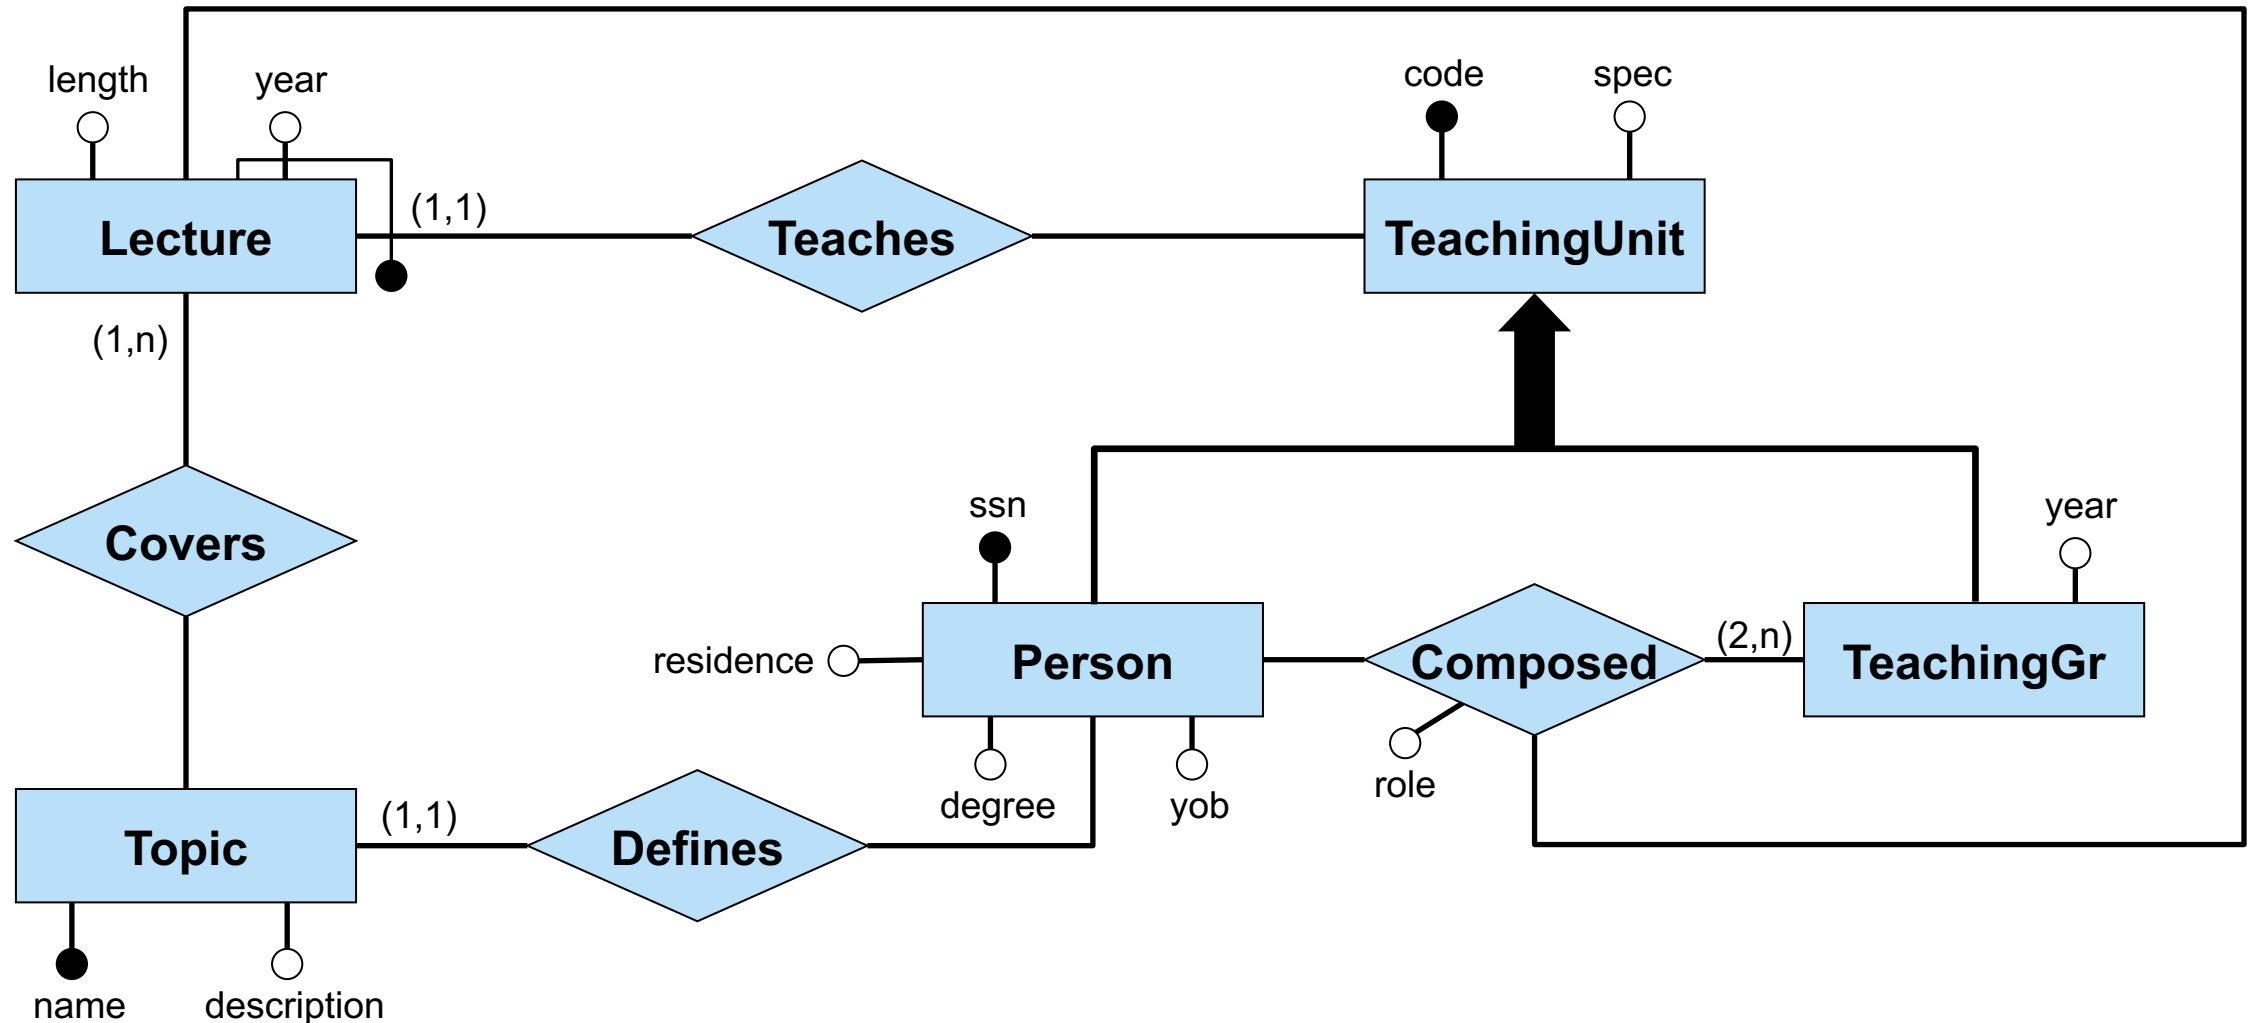 length
year
code
spec
Lecture
(1,1)
Teaches
TeachingUnit
(1,n)
Covers
ssn
year
residence
Person
Composed
(2,n)
TeachingGr
degree
yob
role
Topic
(1,1)
Defines
name
description